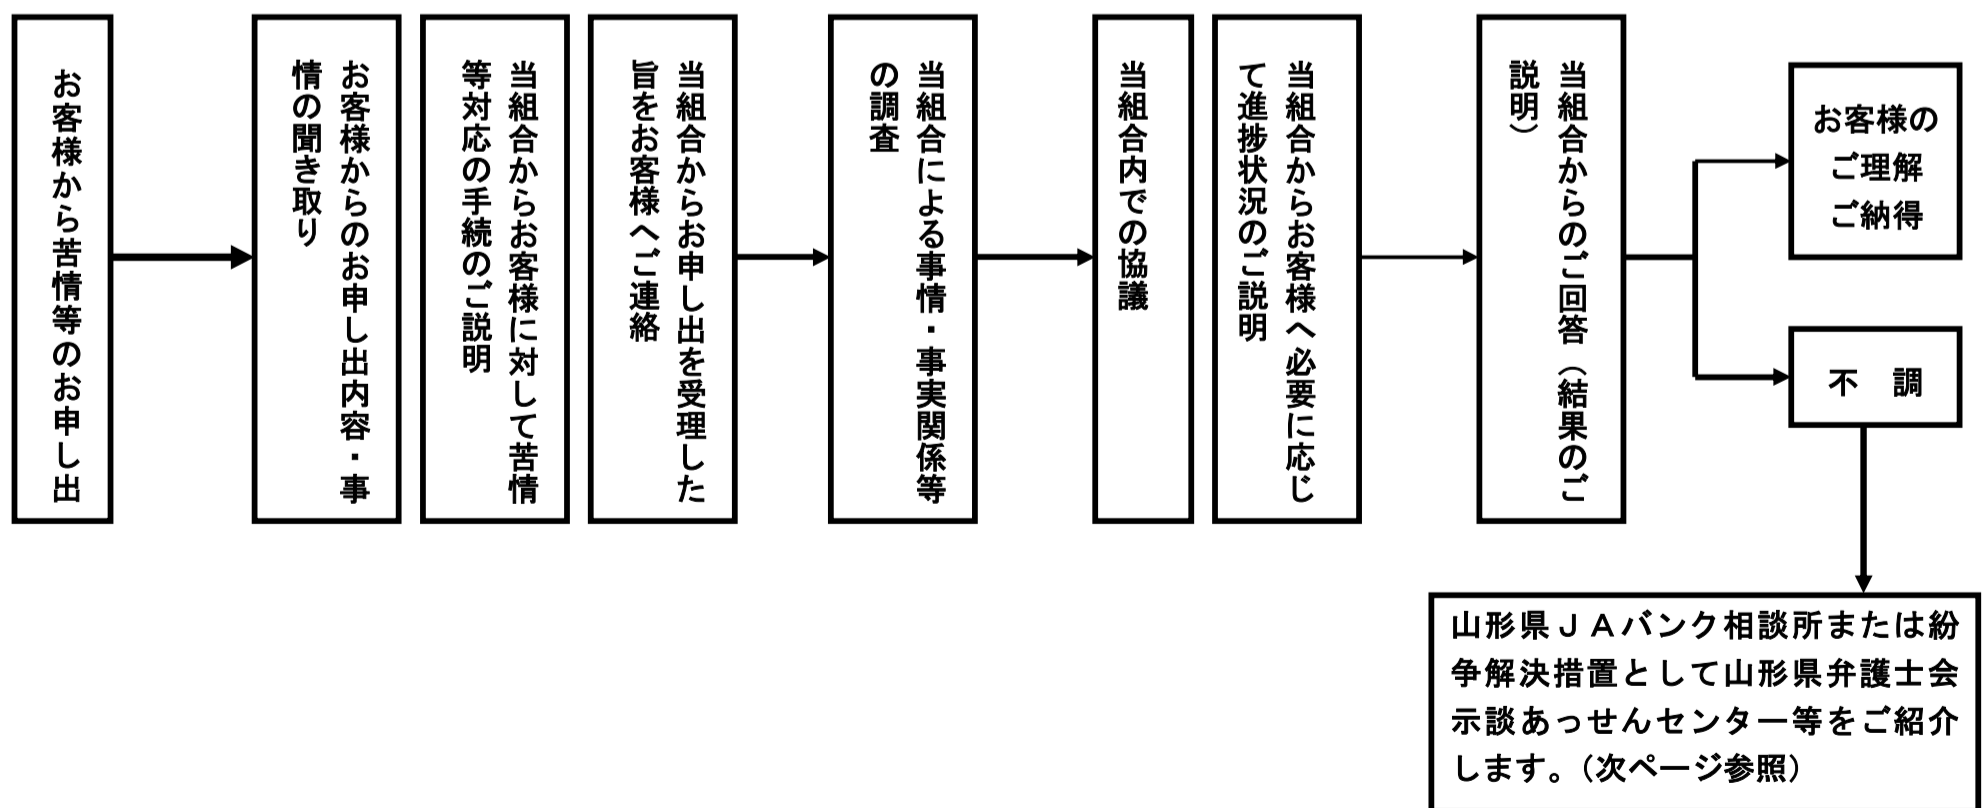 お客様から苦情等のお申し出
お客様からのお申し出内容・事
情の聞き取り
当組合からお客様に対して苦情
等対応の手続のご説明
当組合からお申し出を受理した
旨をお客様へご連絡
当組合による事情・事実関係等
の調査
当組合内での協議
当組合からお客様へ必要に応じ
て進捗状況のご説明
当組合からのご回答（結果のご
説明）
お客様の
ご理解
ご納得
不　調
山形県ＪＡバンク相談所または紛
争解決措置として山形県弁護士会
示談あっせんセンター等をご紹介
します。（次ページ参照）